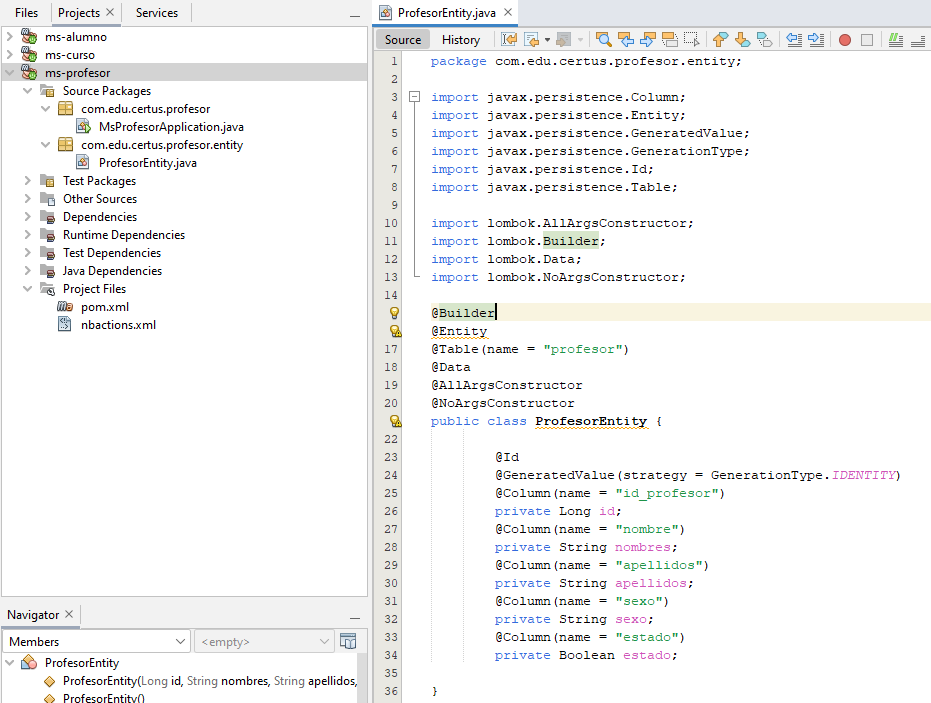 Files Projects Services
ms-alumno
ms-curso
ms-profesor
Source Packages
com.edu.certus.profesor
MsProfesorApplication.java
com.edu.certus.profesor.entity
ProfesorEntity.java
Test Packages
Other Sources
Dependencies
Runtime Dependencies
Test Dependencies
Java Dependencies
Project Files
pom.xml
nbactions.xml
Navigator
Members <empty>
ProfesorEntity
ProfesorEntity(Long id, String nombres, String apellidos,
ProfesorEntity()
ProfesorEntity.java
Source History
1 package com.edu.certus.profesor.entity;
2
3 import javax.persistence.Column;
4 import javax.persistence.Entity;
5 import javax.persistence.GeneratedValue;
6 import javax.persistence.GenerationType;
7 import javax.persistence.Id;
8 import javax.persistence.Table;
9
10 import lombok.AllArgsConstructor;
11 import lombok.Builder;
12 import lombok.Data;
13 import lombok.NoArgsConstructor;
14
@Builder
@Entity
17 @Table(name = "profesor")
18 @Data
19 @AllArgsConstructor
20 @NoArgsConstructor
public class ProfesorEntity {
22
23 @Id
24 @GeneratedValue(strategy = GenerationType.IDENTITY)
25 @Column(name = "id_profesor")
26 private Long id;
27 @Column(name = "nombre")
28 private String nombres;
29 @Column(name = "apellidos")
30 private String apellidos;
31 @Column(name = "sexo")
32 private String sexo;
33 @Column(name = "estado")
34 private Boolean estado;
35
36 }